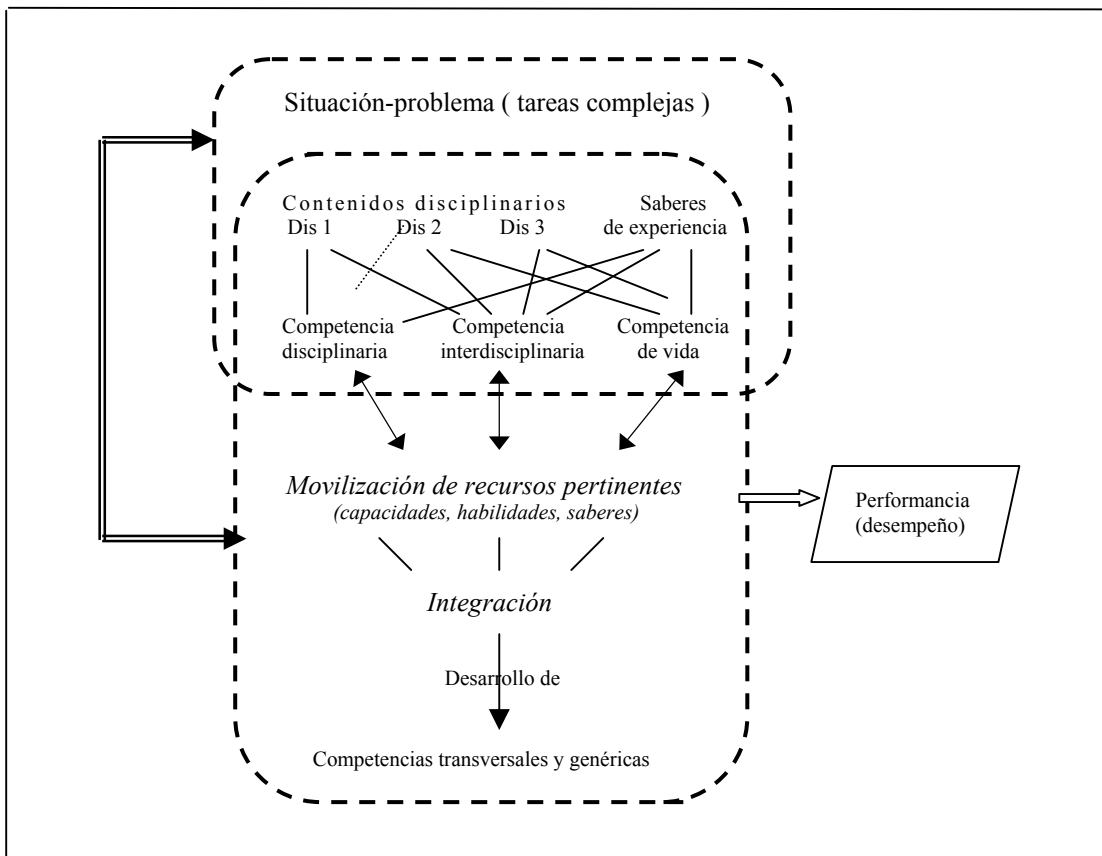 Situación-problema ( tareas complejas )
Contenidos disciplinarios
Dis 1 Dis 2 Dis 3
Saberes
de experiencia
Competencia
disciplinaria
Competencia
interdisciplinaria
Competencia
de vida
Movilización de recursos pertinentes
(capacidades, habilidades, saberes)
Performancia
(desempeño)
Integración
Desarrollo de
Competencias transversales y genéricas